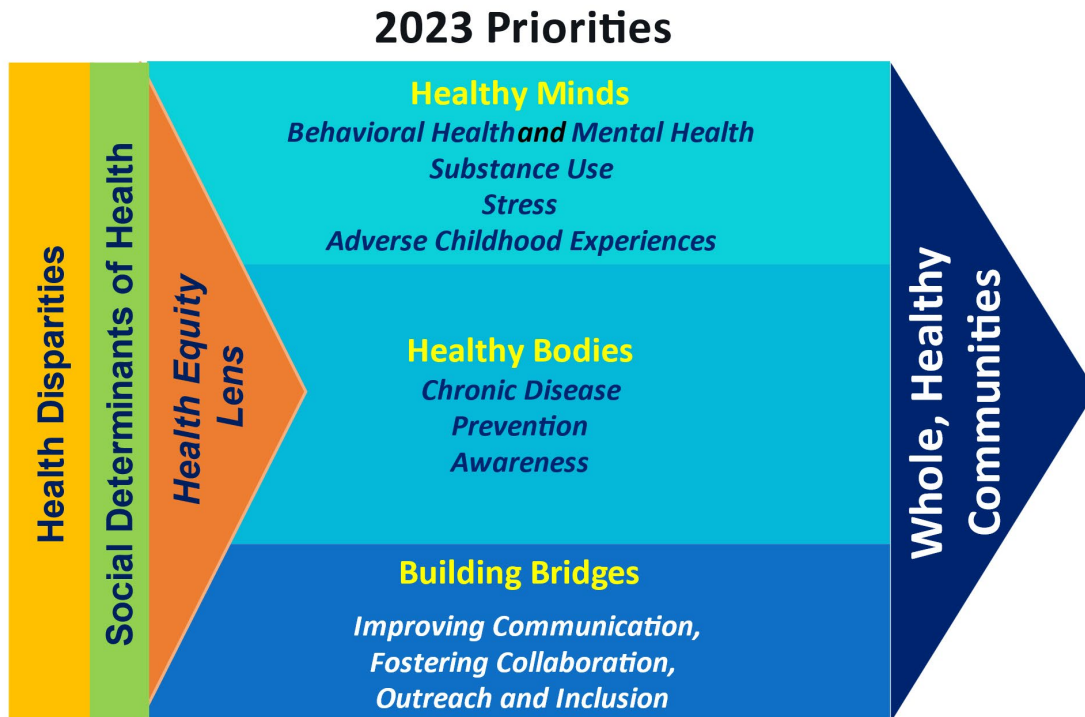 2023 Priorities
Health Disparities
Social Determinants of Health
Health Equity
Lens
Healthy Minds
Behavioral Health and Mental Health
Substance Use
Stress
Adverse Childhood Experiences
Healthy Bodies
Chronic Disease
Prevention
Awareness
Building Bridges
Improving Communication,
Fostering Collaboration,
Outreach and Inclusion
Whole, Healthy
Communities